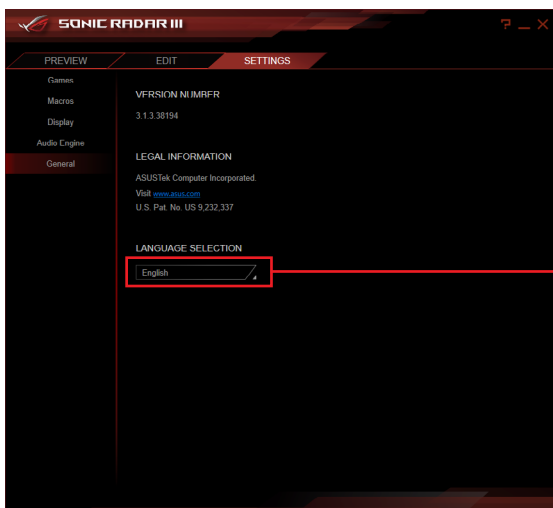 SONIC RADAR III
? _ X
PREVIEW EDIT SETTINGS
Games
Macros
Display
Audio Engine
General
VERSION NUMBER
3.1.3.38194
LEGAL INFORMATION
ASUSTek Computer Incorporated.
Visit www.asus.com
U.S. Pat. No. US 9,232,337
LANGUAGE SELECTION
English